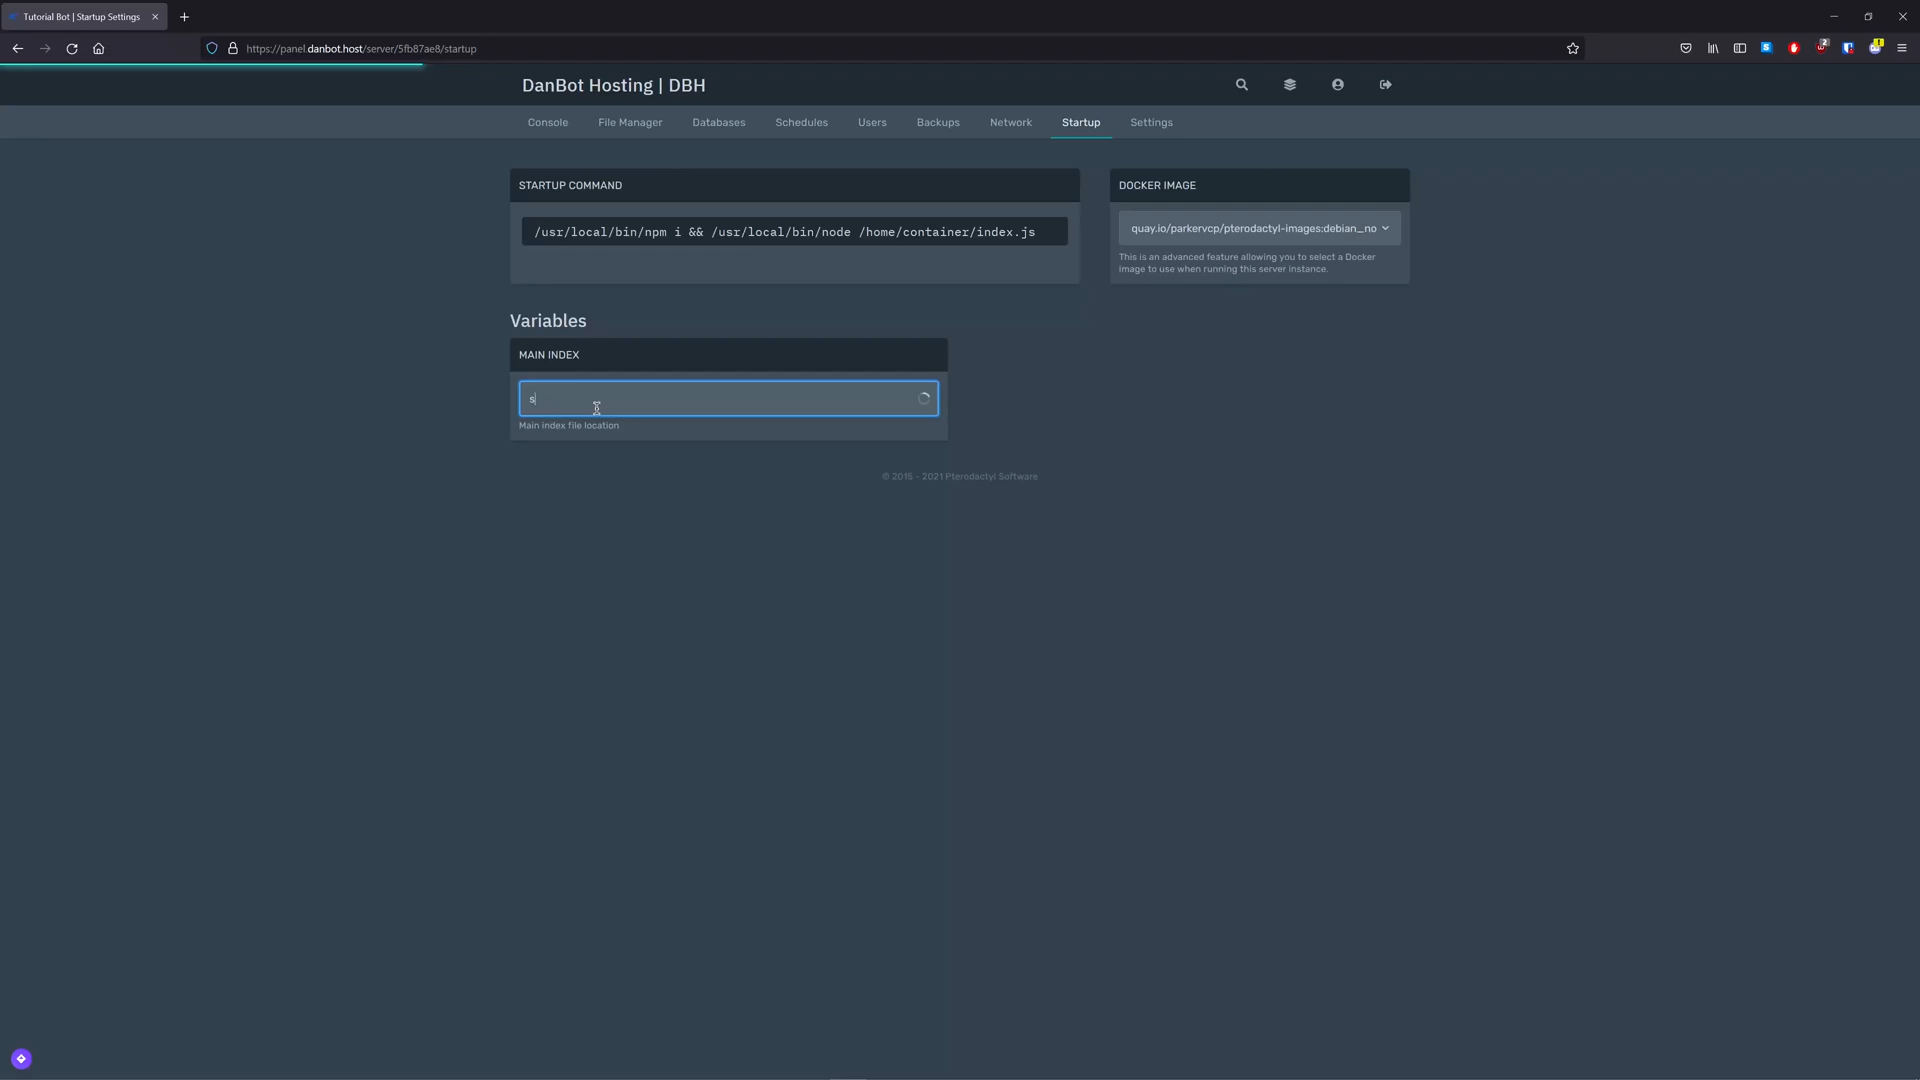 Tutorial Bot | Startup Settings
https://panel.danbot.host/server/5fb87ae8/startup
2
!
DanBot Hosting | DBH
Console File Manager Databases Schedules Users Backups Network Startup Settings
STARTUP COMMAND
/usr/local/bin/npm i && /usr/local/bin/node /home/container/index.js
DOCKER IMAGE
quay.io/parkervcp/pterodactyl-images:debian_no
This is an advanced feature allowing you to select a Docker
image to use when running this server instance.
Variables
MAIN INDEX
s
Main index file location
© 2015 - 2021 Pterodactyl Software